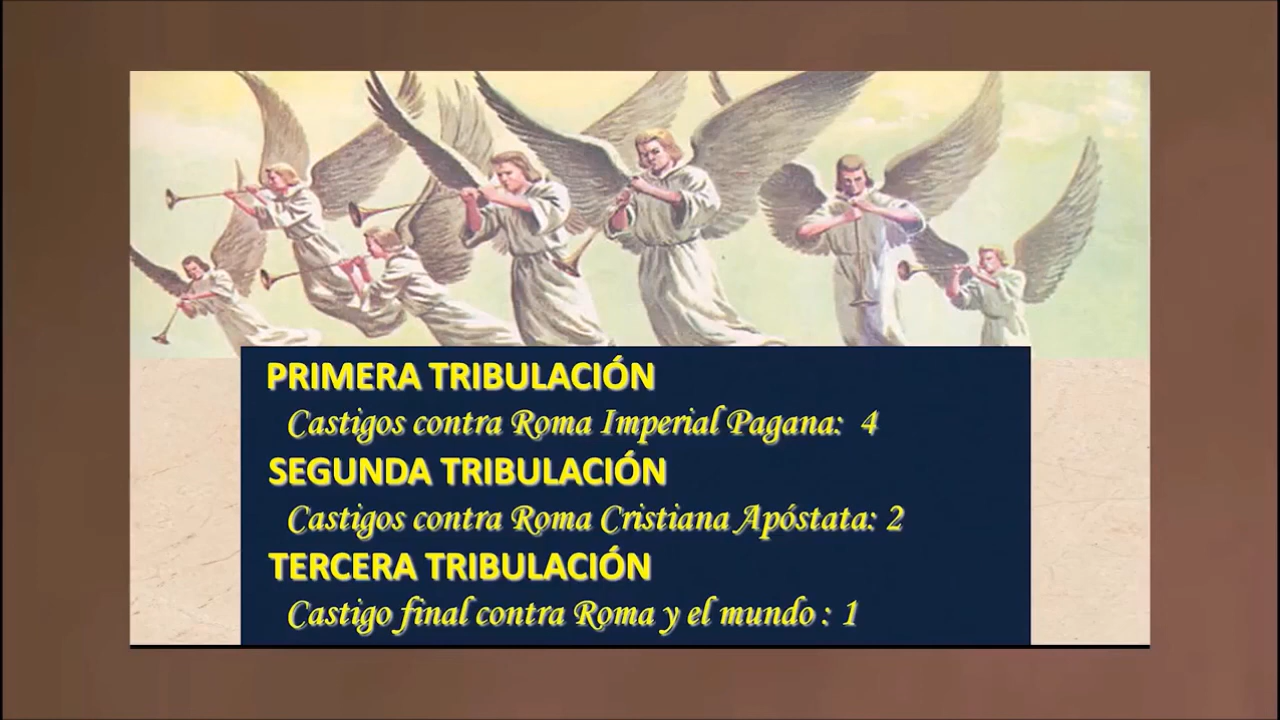 PRIMERA TRIBULACIÓN
Castigos contra Roma Imperial Pagana: 4
SEGUNDA TRIBULACIÓN
Castigos contra Roma Cristiana Apóstata: 2
TERCERA TRIBULACIÓN
Castigo final contra Roma y el mundo : 1